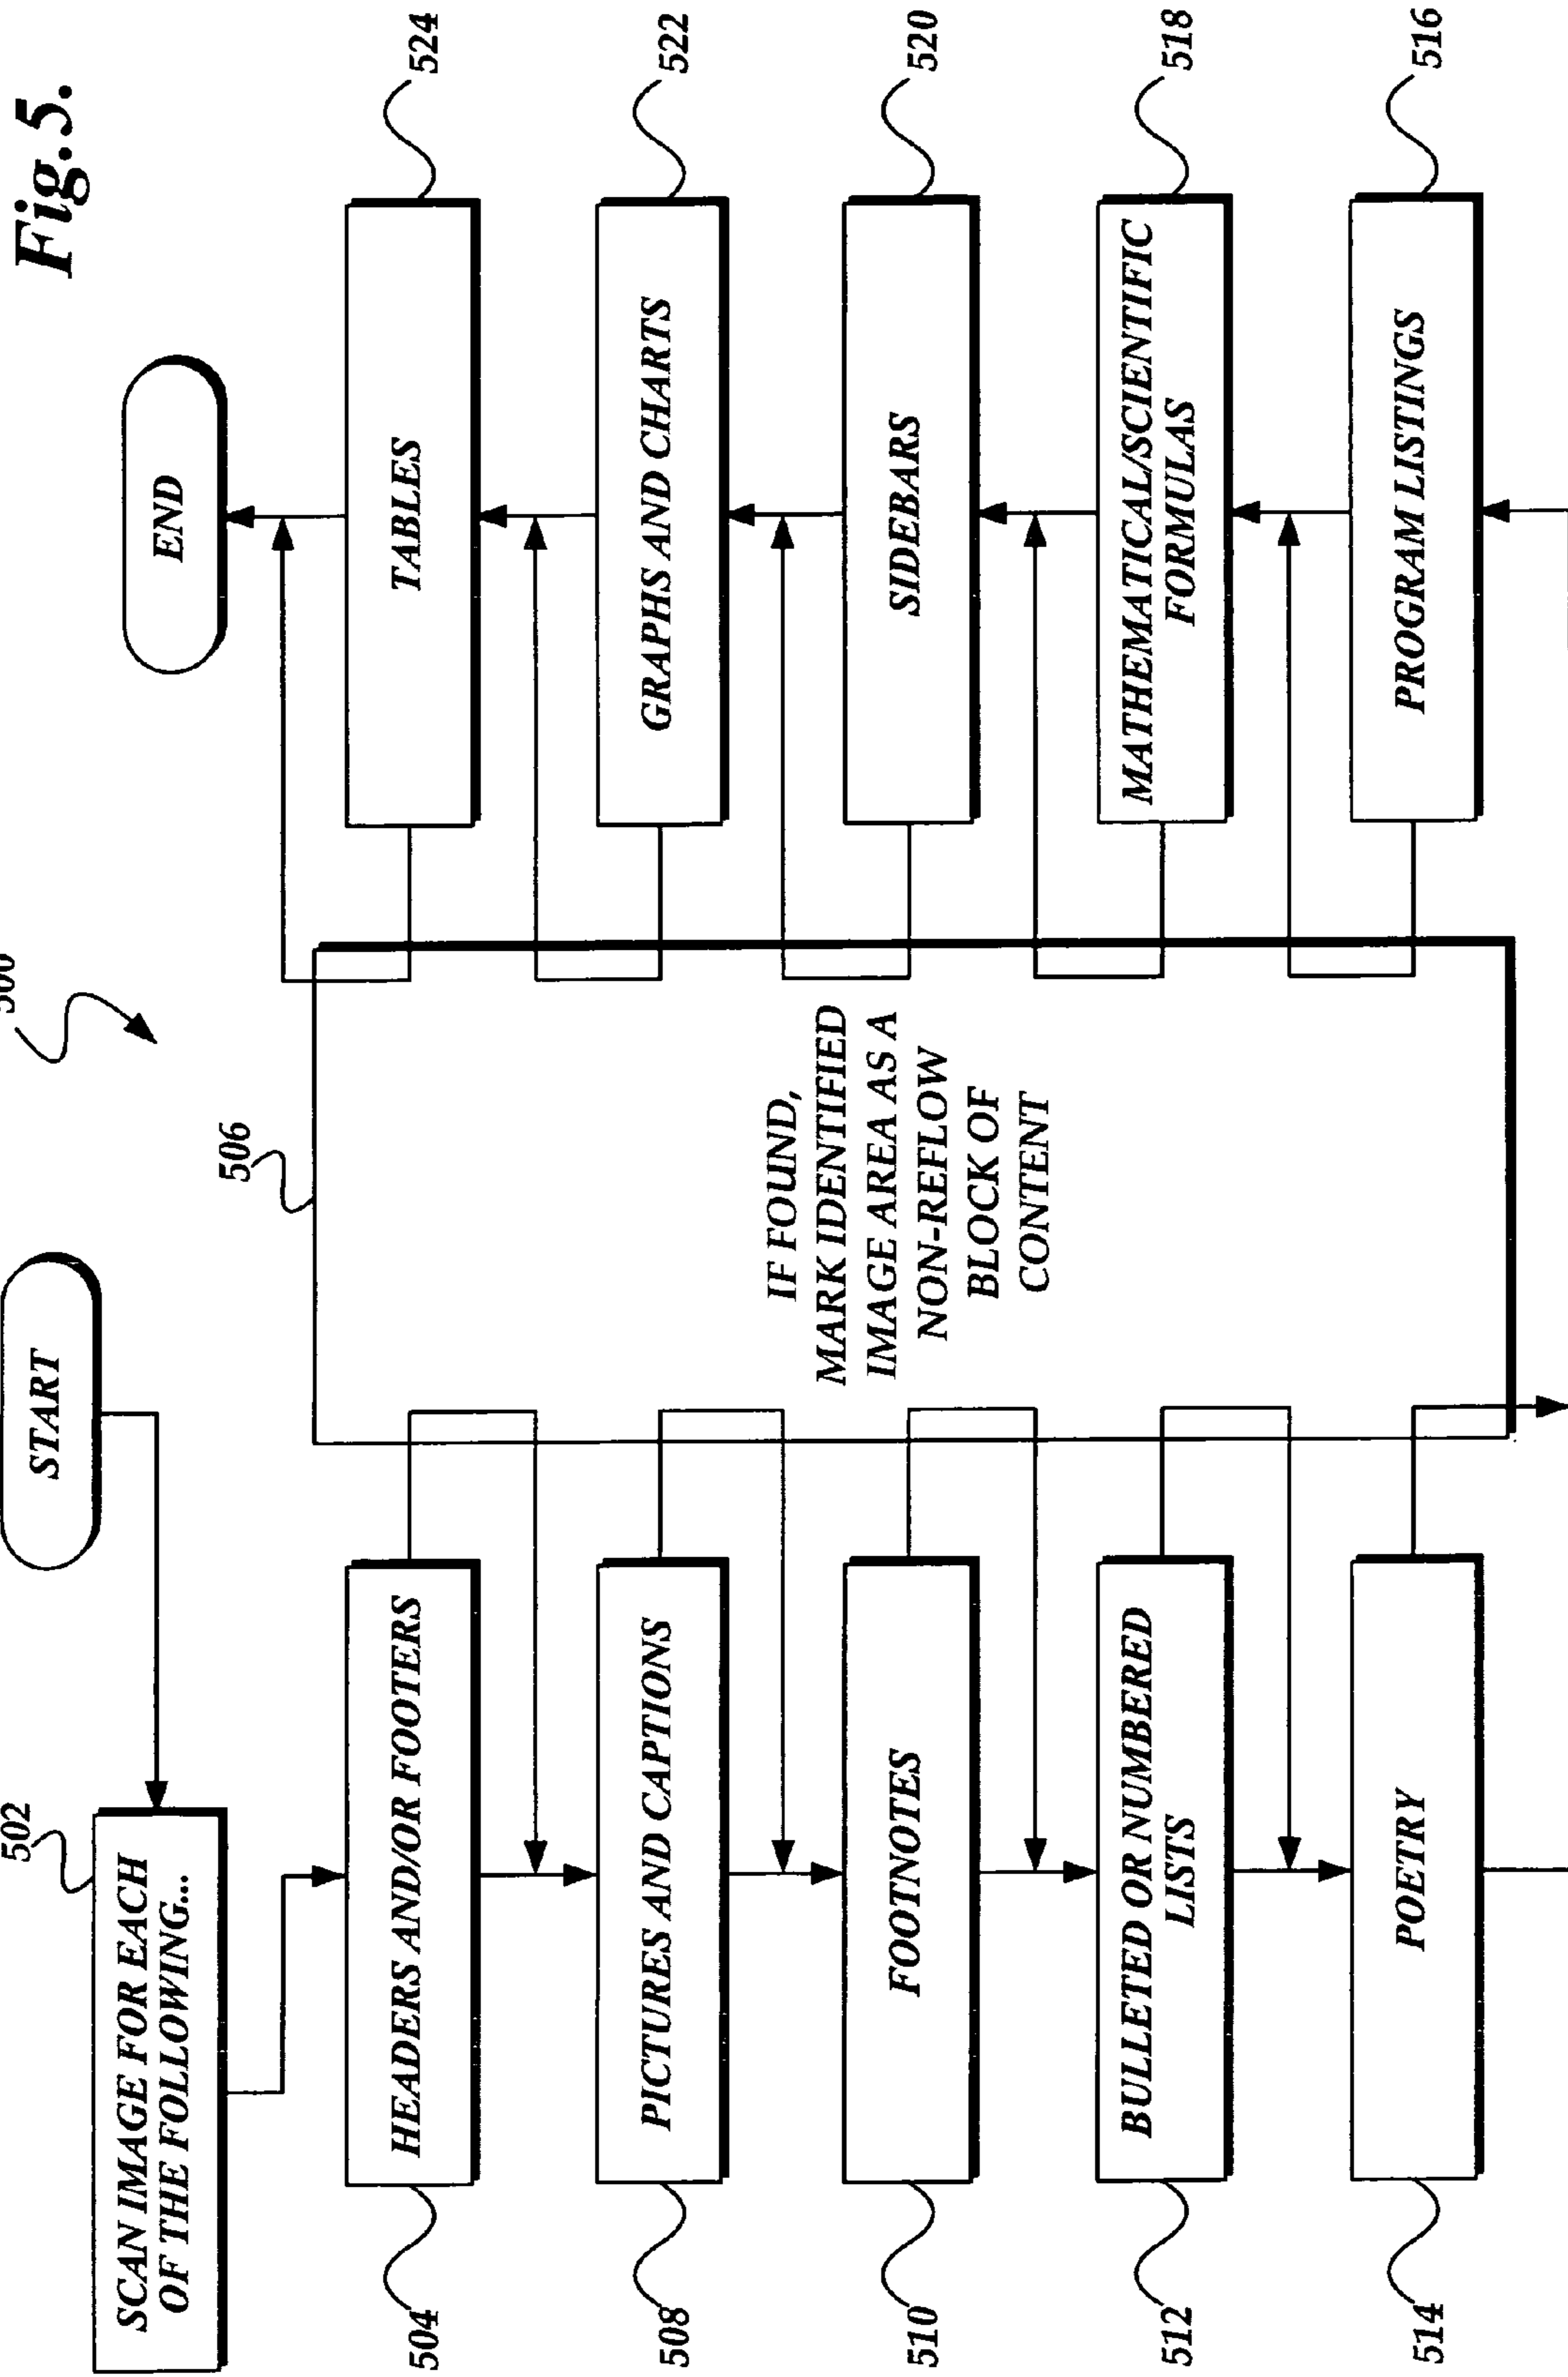 Fig.5.
START
502
SCAN IMAGE FOR EACH
OF THE FOLLOWING...
END
506
504
HEADERS AND/OR FOOTERS
TABLES
524
508
PICTURES AND CAPTIONS
GRAPHS AND CHARTS
522
IF FOUND,
MARK IDENTIFIED
IMAGE AREA AS A
NON-REFLOW
BLOCK OF
CONTENT
510
FOOTNOTES
SIDEBARS
520
512
BULLETED OR NUMBERED
LISTS
MATHEMATICAL/SCIENTIFIC
FORMULAS
518
514
POETRY
PROGRAM LISTINGS
516